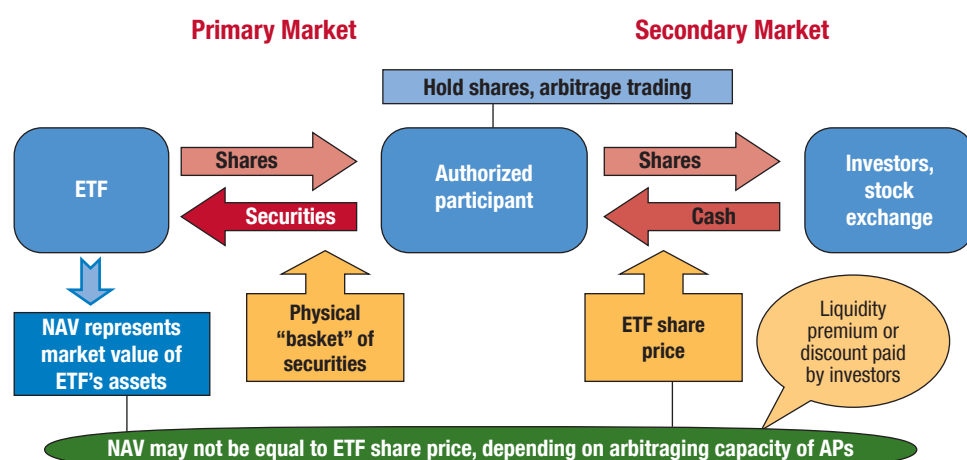 Primary Market
Secondary Market
Hold shares, arbitrage trading
ETF
Shares
Securities
Authorized
participant
Shares
Cash
Investors,
stock
exchange
NAV represents
market value of
ETF’s assets
Physical
“basket” of
securities
ETF share
price
Liquidity
premium or
discount paid
by investors
NAV may not be equal to ETF share price, depending on arbitraging capacity of APs